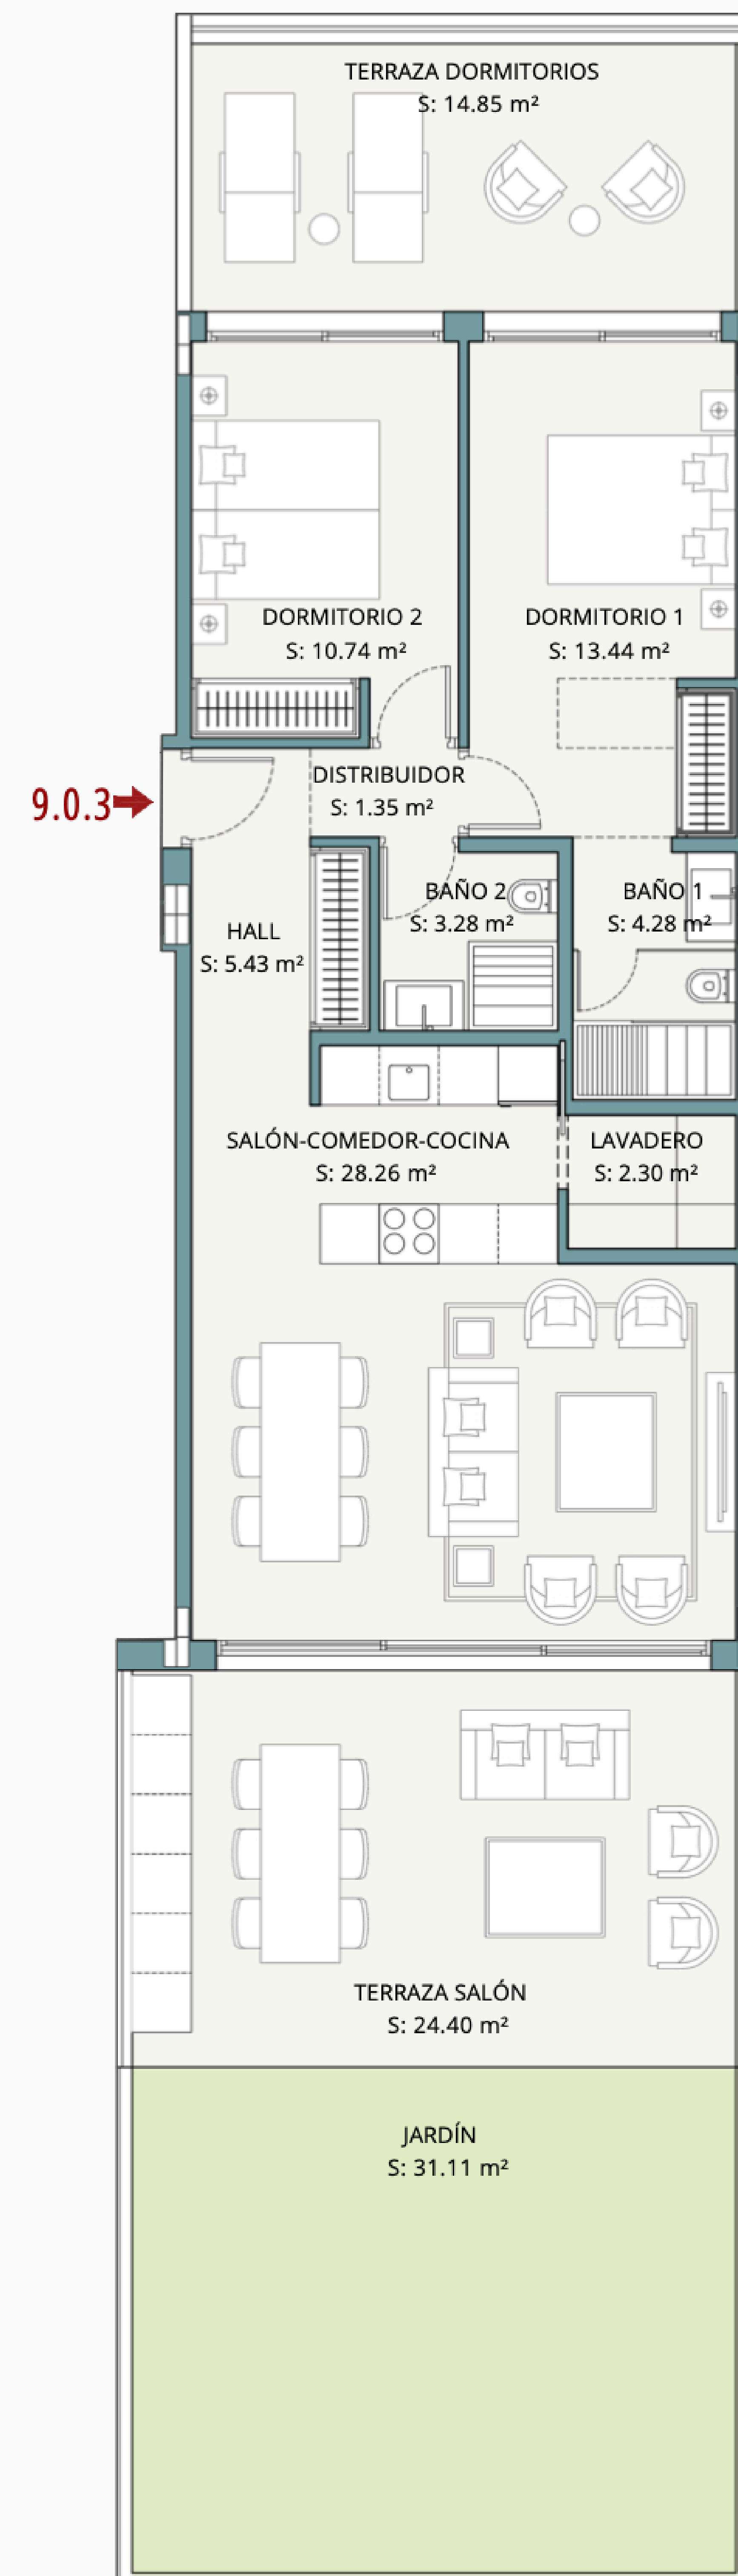 TERRAZA DORMITORIOS
S: 14.85 m²
DORMITORIO 2
S: 10.74 m²
DORMITORIO 1
S: 13.44 m²
9.0.3
DISTRIBUIDOR
S: 1.35 m²
HALL
S: 5.43 m²
BAÑO 2
S: 3.28 m²
BAÑO 1
S: 4.28 m²
SALÓN-COMEDOR-COCINA
S: 28.26 m²
LAVADERO
S: 2.30 m²
TERRAZA SALÓN
S: 24.40 m²
JARDÍN
S: 31.11 m²